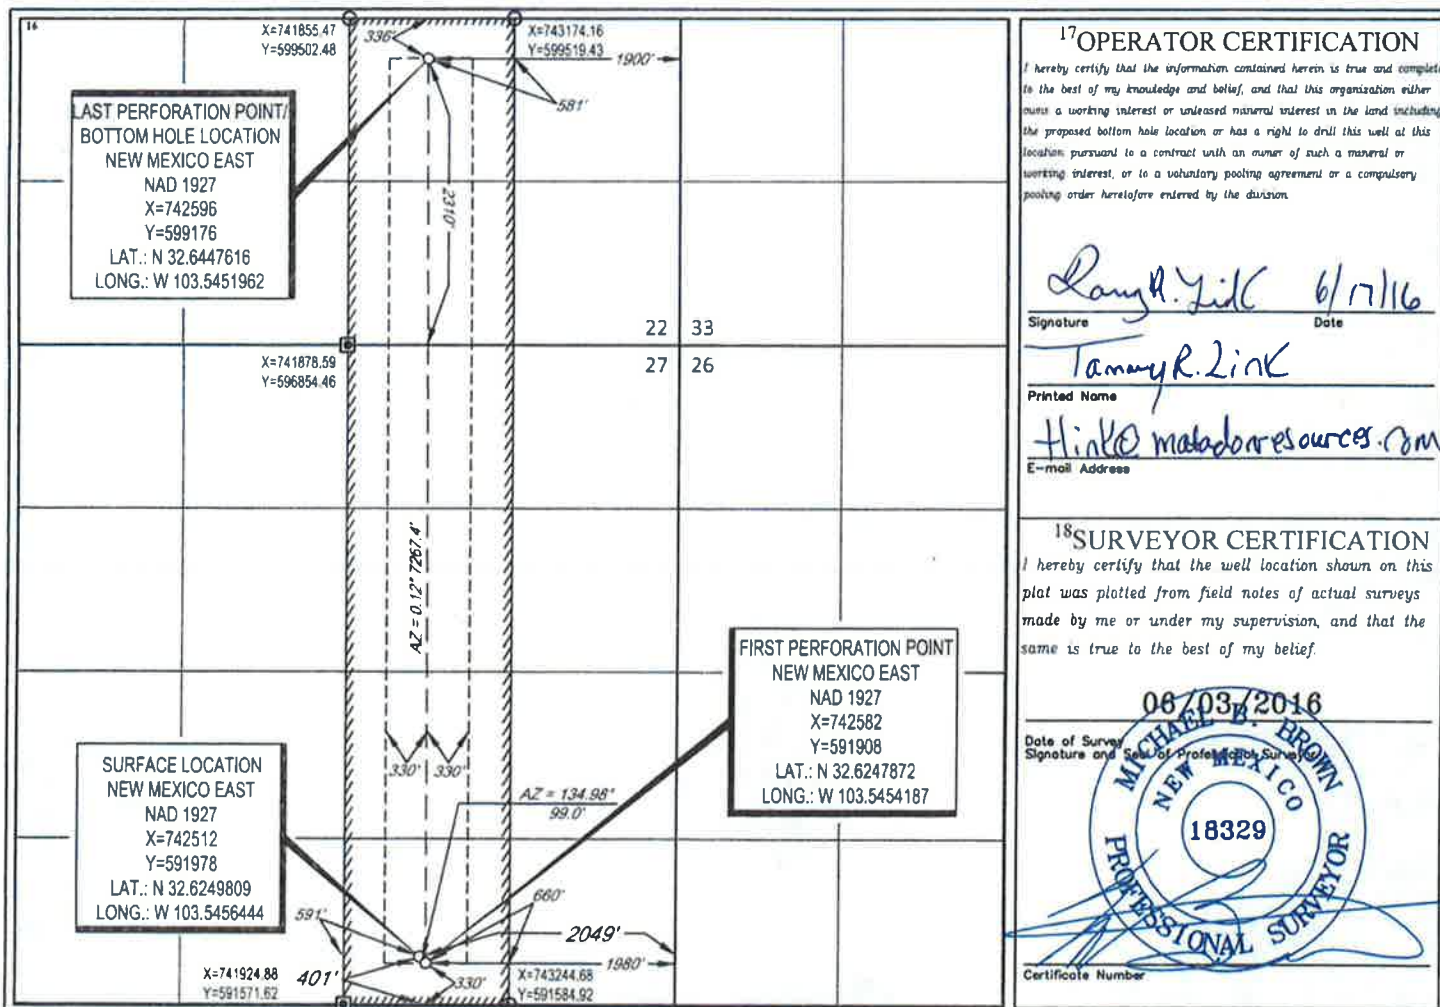 16
X=741855.47
Y=599502.48
336'
X=743174.16
Y=599519.43
1900'
581'
LAST PERFORATION POINT/
BOTTOM HOLE LOCATION
NEW MEXICO EAST
NAD 1927
X=742596
Y=599176
LAT.: N 32.6447616
LONG.: W 103.5451962
2310'
22 33
27 26
X=741878.59
Y=596854.46
AZ = 0.12° 7267.4'
330' 330'
FIRST PERFORATION POINT
NEW MEXICO EAST
NAD 1927
X=742582
Y=591908
LAT.: N 32.6247872
LONG.: W 103.5454187
SURFACE LOCATION
NEW MEXICO EAST
NAD 1927
X=742512
Y=591978
LAT.: N 32.6249809
LONG.: W 103.5456444
AZ = 134.98°
99.0'
591'
660'
2049'
1980'
401'
330'
X=741924.88
Y=591571.62
X=743244.68
Y=591584.92
17OPERATOR CERTIFICATION
I hereby certify that the information contained herein is true and complete
to the best of my knowledge and belief, and that this organization either
owns a working interest or unleased mineral interest in the land including
the proposed bottom hole location or has a right to drill this well at this
location pursuant to a contract with an owner of such a mineral or
working interest, or to a voluntary pooling agreement or a compulsory
pooling order heretofore entered by the division.
6/17/16
Signature Date
Tammy R. Link
Printed Name
tlink@matadorresources.com
E-mail Address
18SURVEYOR CERTIFICATION
I hereby certify that the well location shown on this
plat was plotted from field notes of actual surveys
made by me or under my supervision, and that the
same is true to the best of my belief.
06/03/2016
Date of Survey
Signature and Seal of Professional Surveyor
MICHAEL B. BROWN
NEW MEXICO
18329
PROFESSIONAL SURVEYOR
Certificate Number